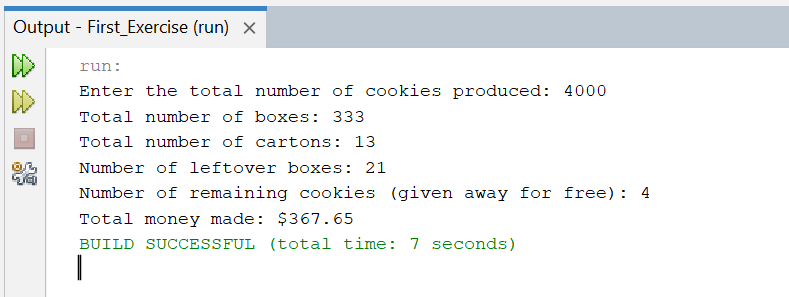 Output - First_Exercise (run) ×
run:
Enter the total number of cookies produced: 4000
Total number of boxes: 333
Total number of cartons: 13
Number of leftover boxes: 21
Number of remaining cookies (given away for free): 4
Total money made: $367.65
BUILD SUCCESSFUL (total time: 7 seconds)